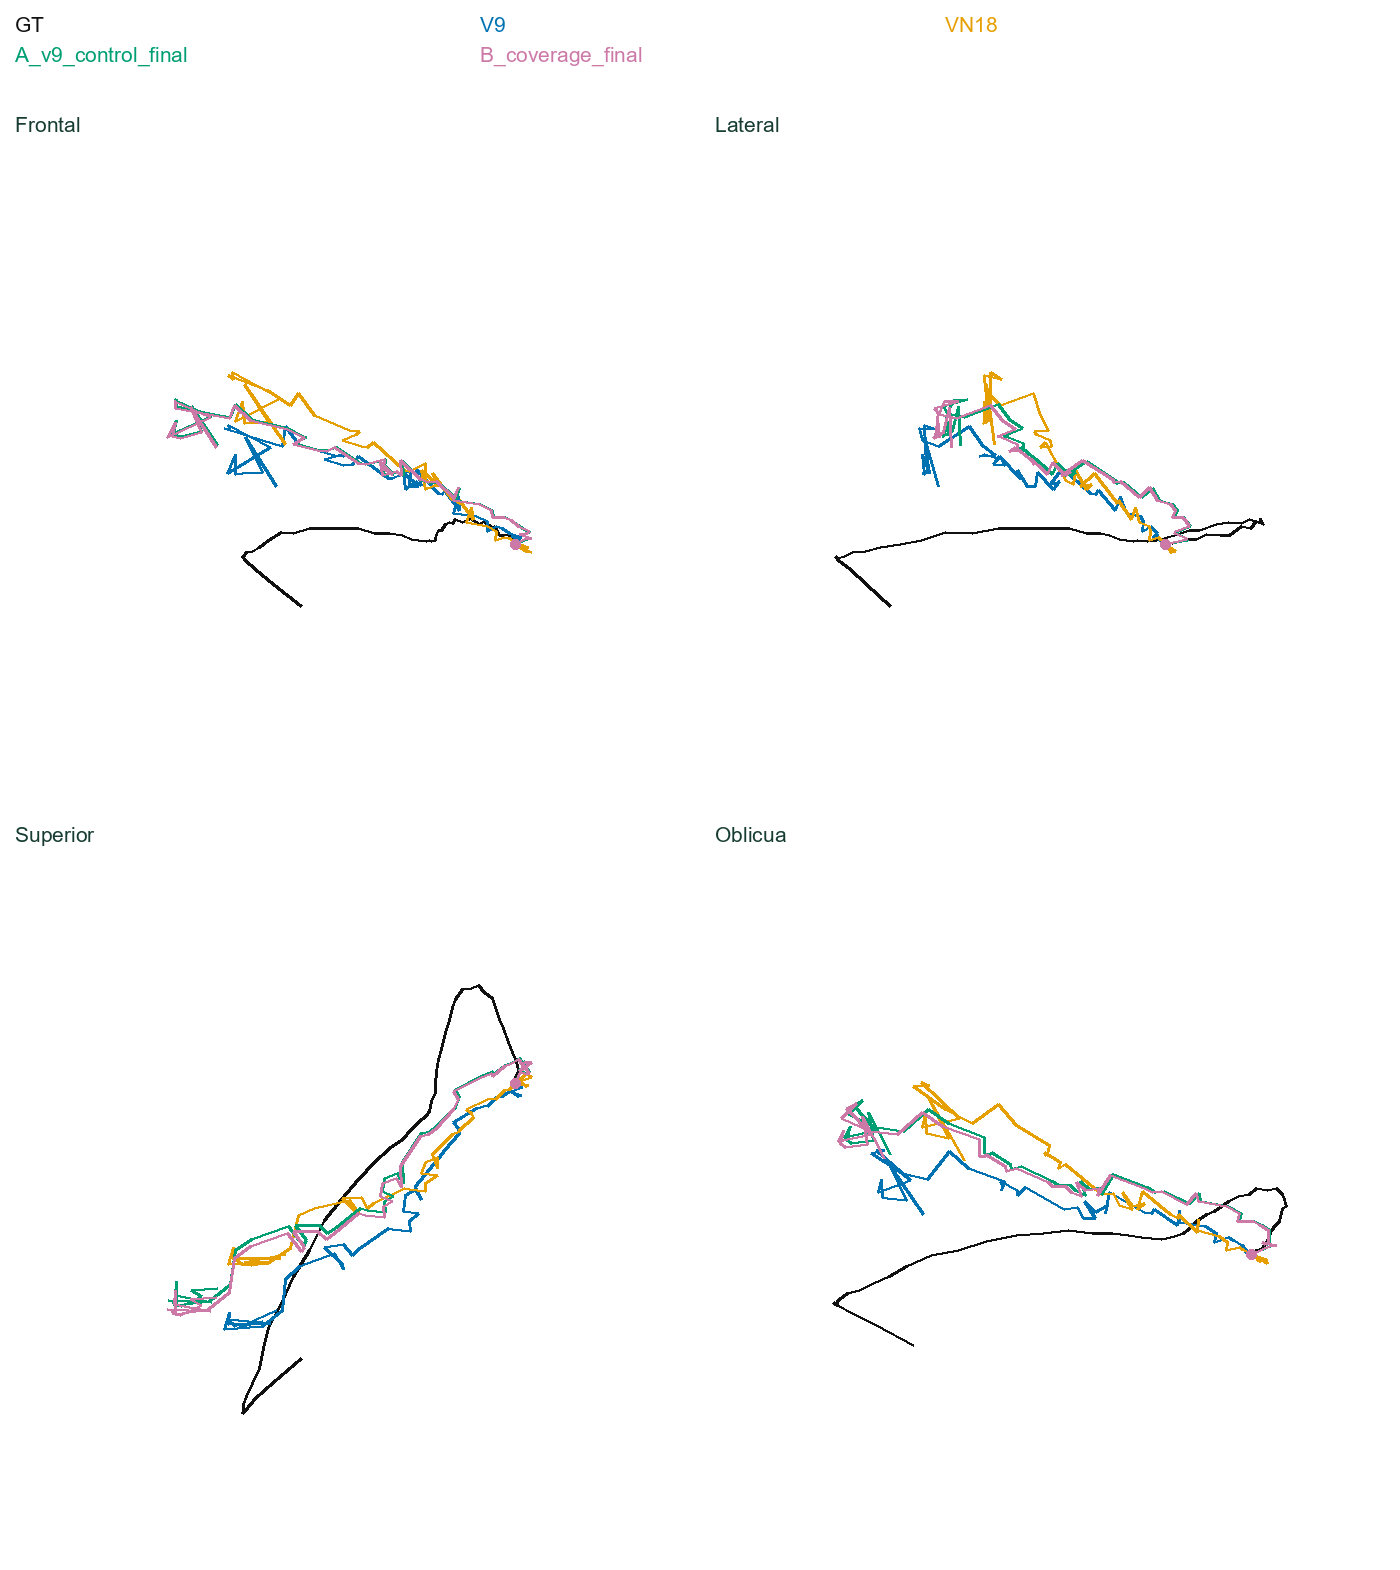 GT V9 VN18
A_v9_control_final B_coverage_final
Frontal Lateral
Superior Oblicua